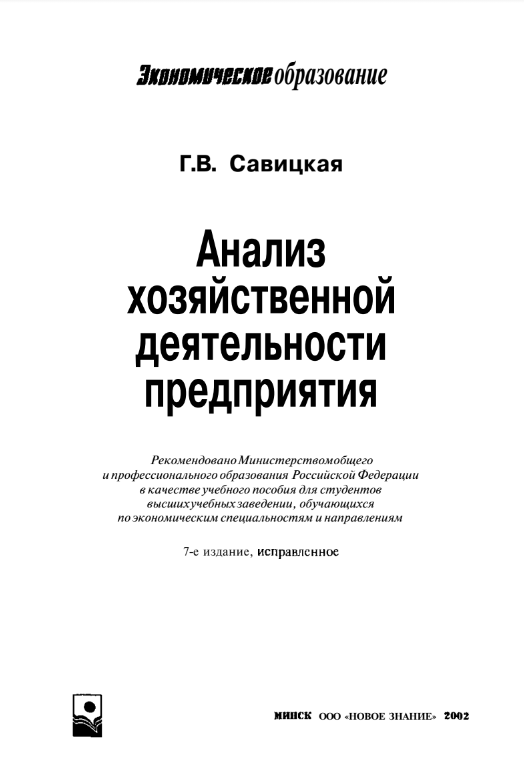 Экономическое образование
Г.В. Савицкая
Анализ
хозяйственной
деятельности
предприятия
Рекомендовано Министерствомобщего
и профессионального образования Российской Федерации
в качестве учебного пособия для студентов
высшихучебных заведении, обучающихся
по экономическим специальностям и направлениям
7-е издание, исправленное
МИНСК ООО «НОВОЕ ЗНАНИЕ» 2002